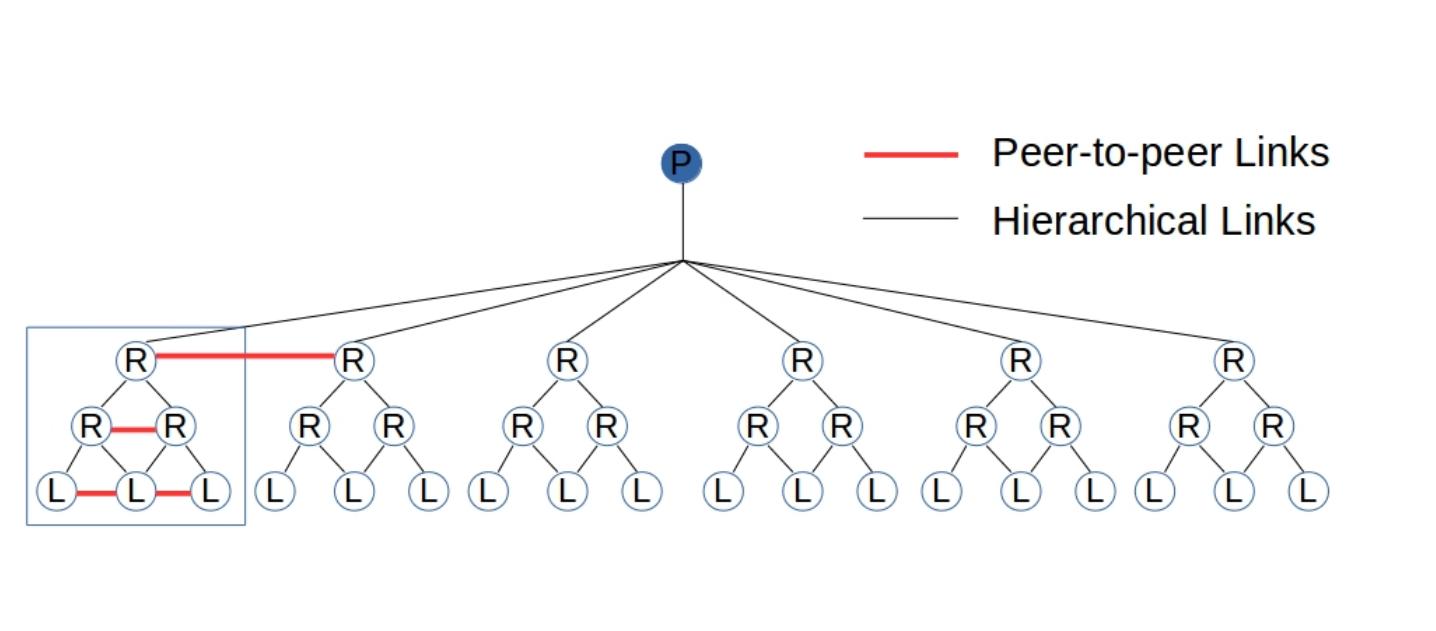 P
Peer-to-peer Links
Hierarchical Links
R R R R R R
R R R R R R R R R R R R
L L L L L L L L L L L L L L L L L L